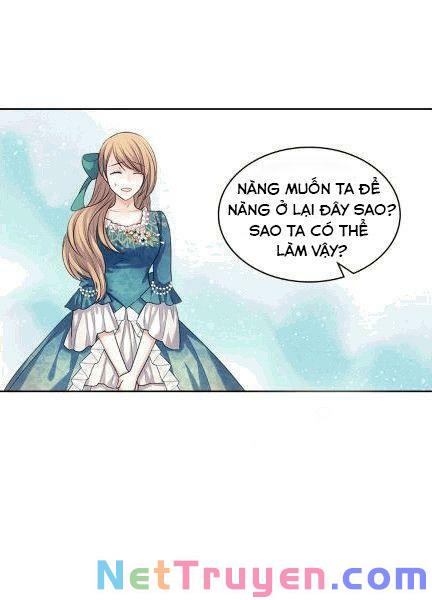 NÀNG MUỐN TA ĐỂ
NÀNG Ở LẠI ĐÂY SAO?
SAO TA CÓ THỂ
LÀM VẬY?
NetTruyen.com